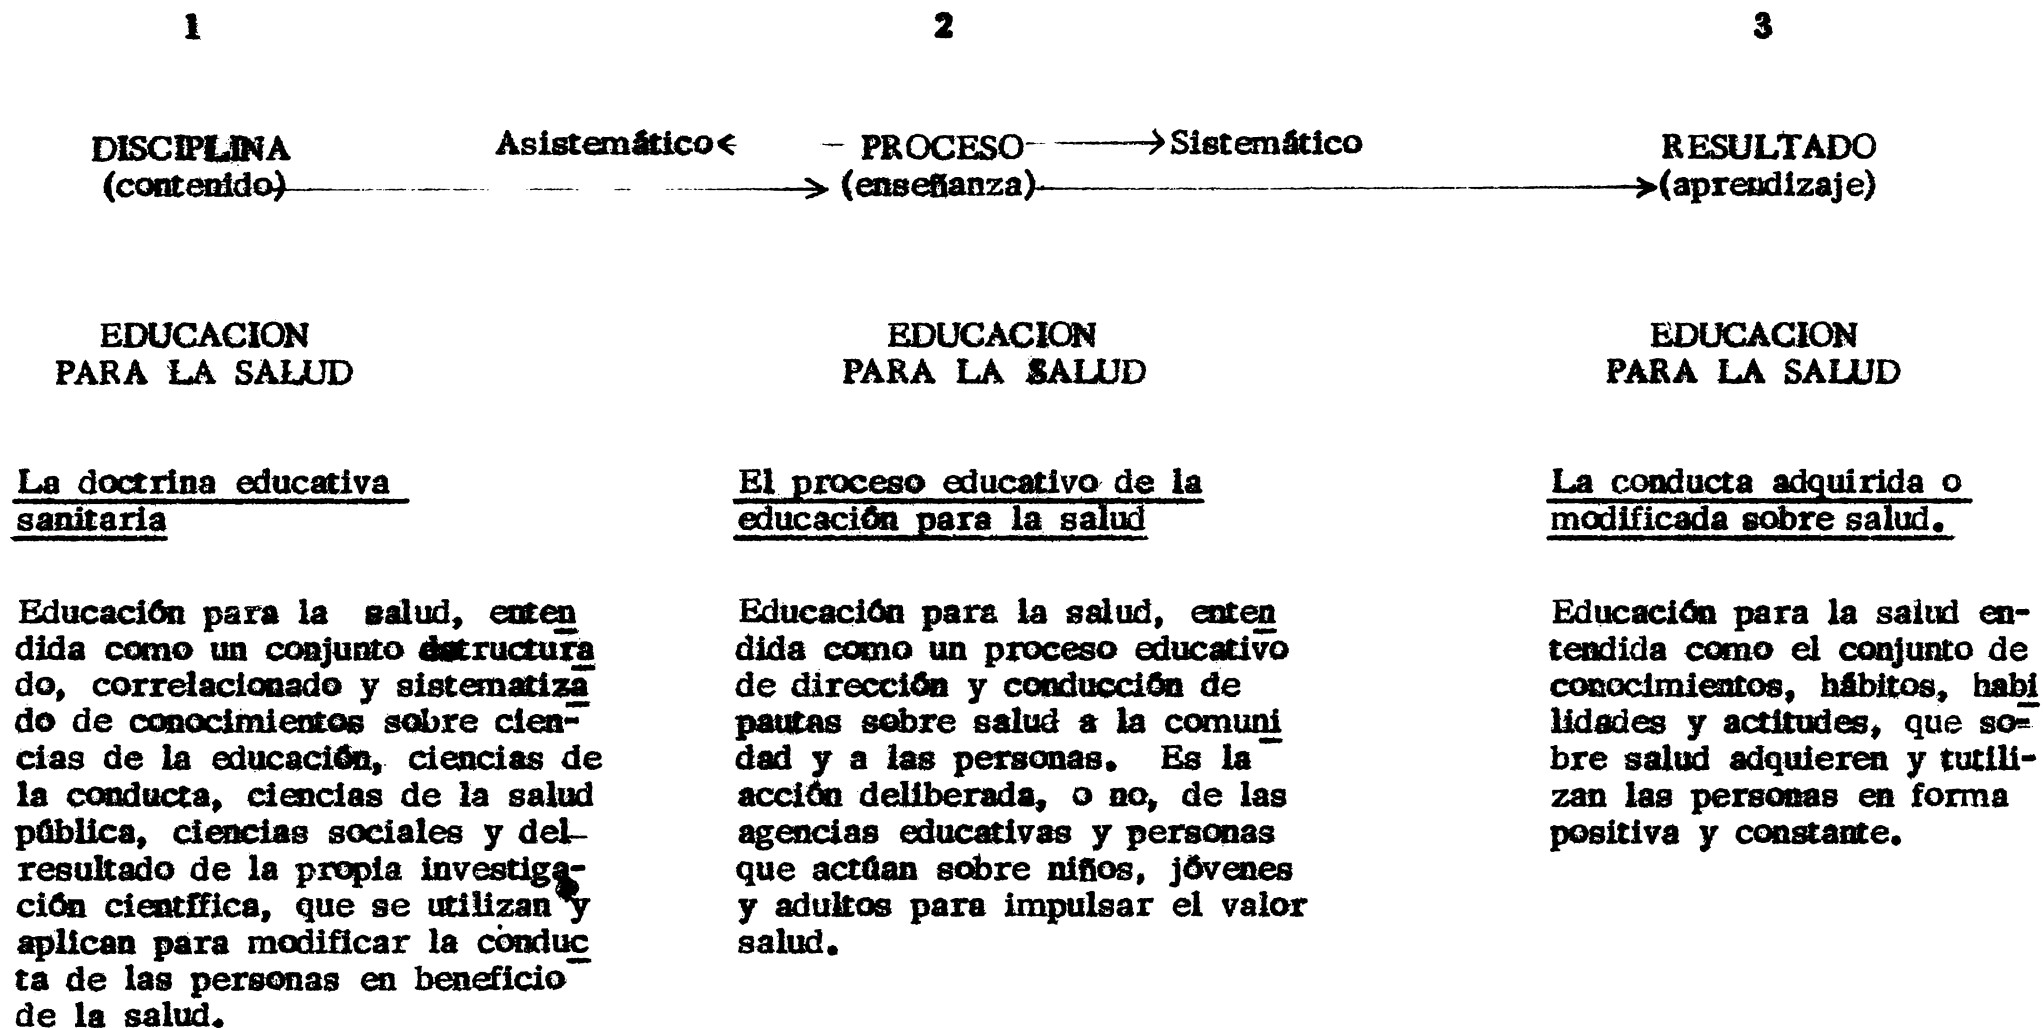 1
2
3
DISCIPLINA
(contenido)
Asistemático
PROCESO
(enseñanza)
Sistemático
RESULTADO
(aprendizaje)
EDUCACION
PARA LA SALUD
EDUCACION
PARA LA SALUD
EDUCACION
PARA LA SALUD
La doctrina educativa
sanitaria
Educación para la salud, enten
dida como un conjunto estructura
do, correlacionado y sistematiza
do de conocimientos sobre cien-
cias de la educación, ciencias de
la conducta, ciencias de la salud
pública, ciencias sociales y del
resultado de la propia investiga-
ción científica, que se utilizan y
aplican para modificar la conduc
ta de las personas en beneficio
de la salud.
El proceso educativo de la
educación para la salud
Educación para la salud, enten
dida como un proceso educativo
de dirección y conducción de
pautas sobre salud a la comuni
dad y a las personas. Es la
acción deliberada, o no, de las
agencias educativas y personas
que actúan sobre niños, jóvenes
y adultos para impulsar el valor
salud.
La conducta adquirida o
modificada sobre salud.
Educación para la salud en-
tendida como el conjunto de
conocimientos, hábitos, habi
lidades y actitudes, que so=
bre salud adquieren y tutili-
zan las personas en forma
positiva y constante.